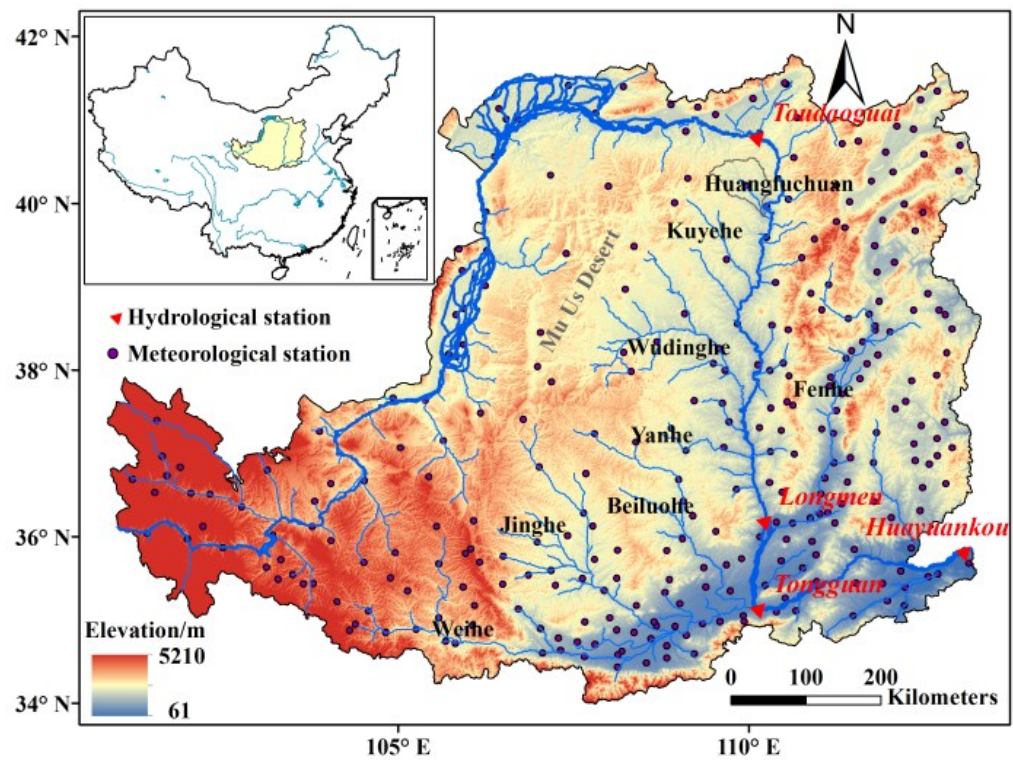 42° N
40° N
38° N
36° N
34° N
105° E
110° E
N
Hydrological station
Meteorological station
Toudaoguai
Huangfuchuan
Kuyehe
Mu Us Desert
Wudinghe
Fenhe
Yanhe
Longmen
Beiluohe
Huayuankou
Jinghe
Tongguan
Weihe
Elevation/m
5210
61
0 100 200
Kilometers